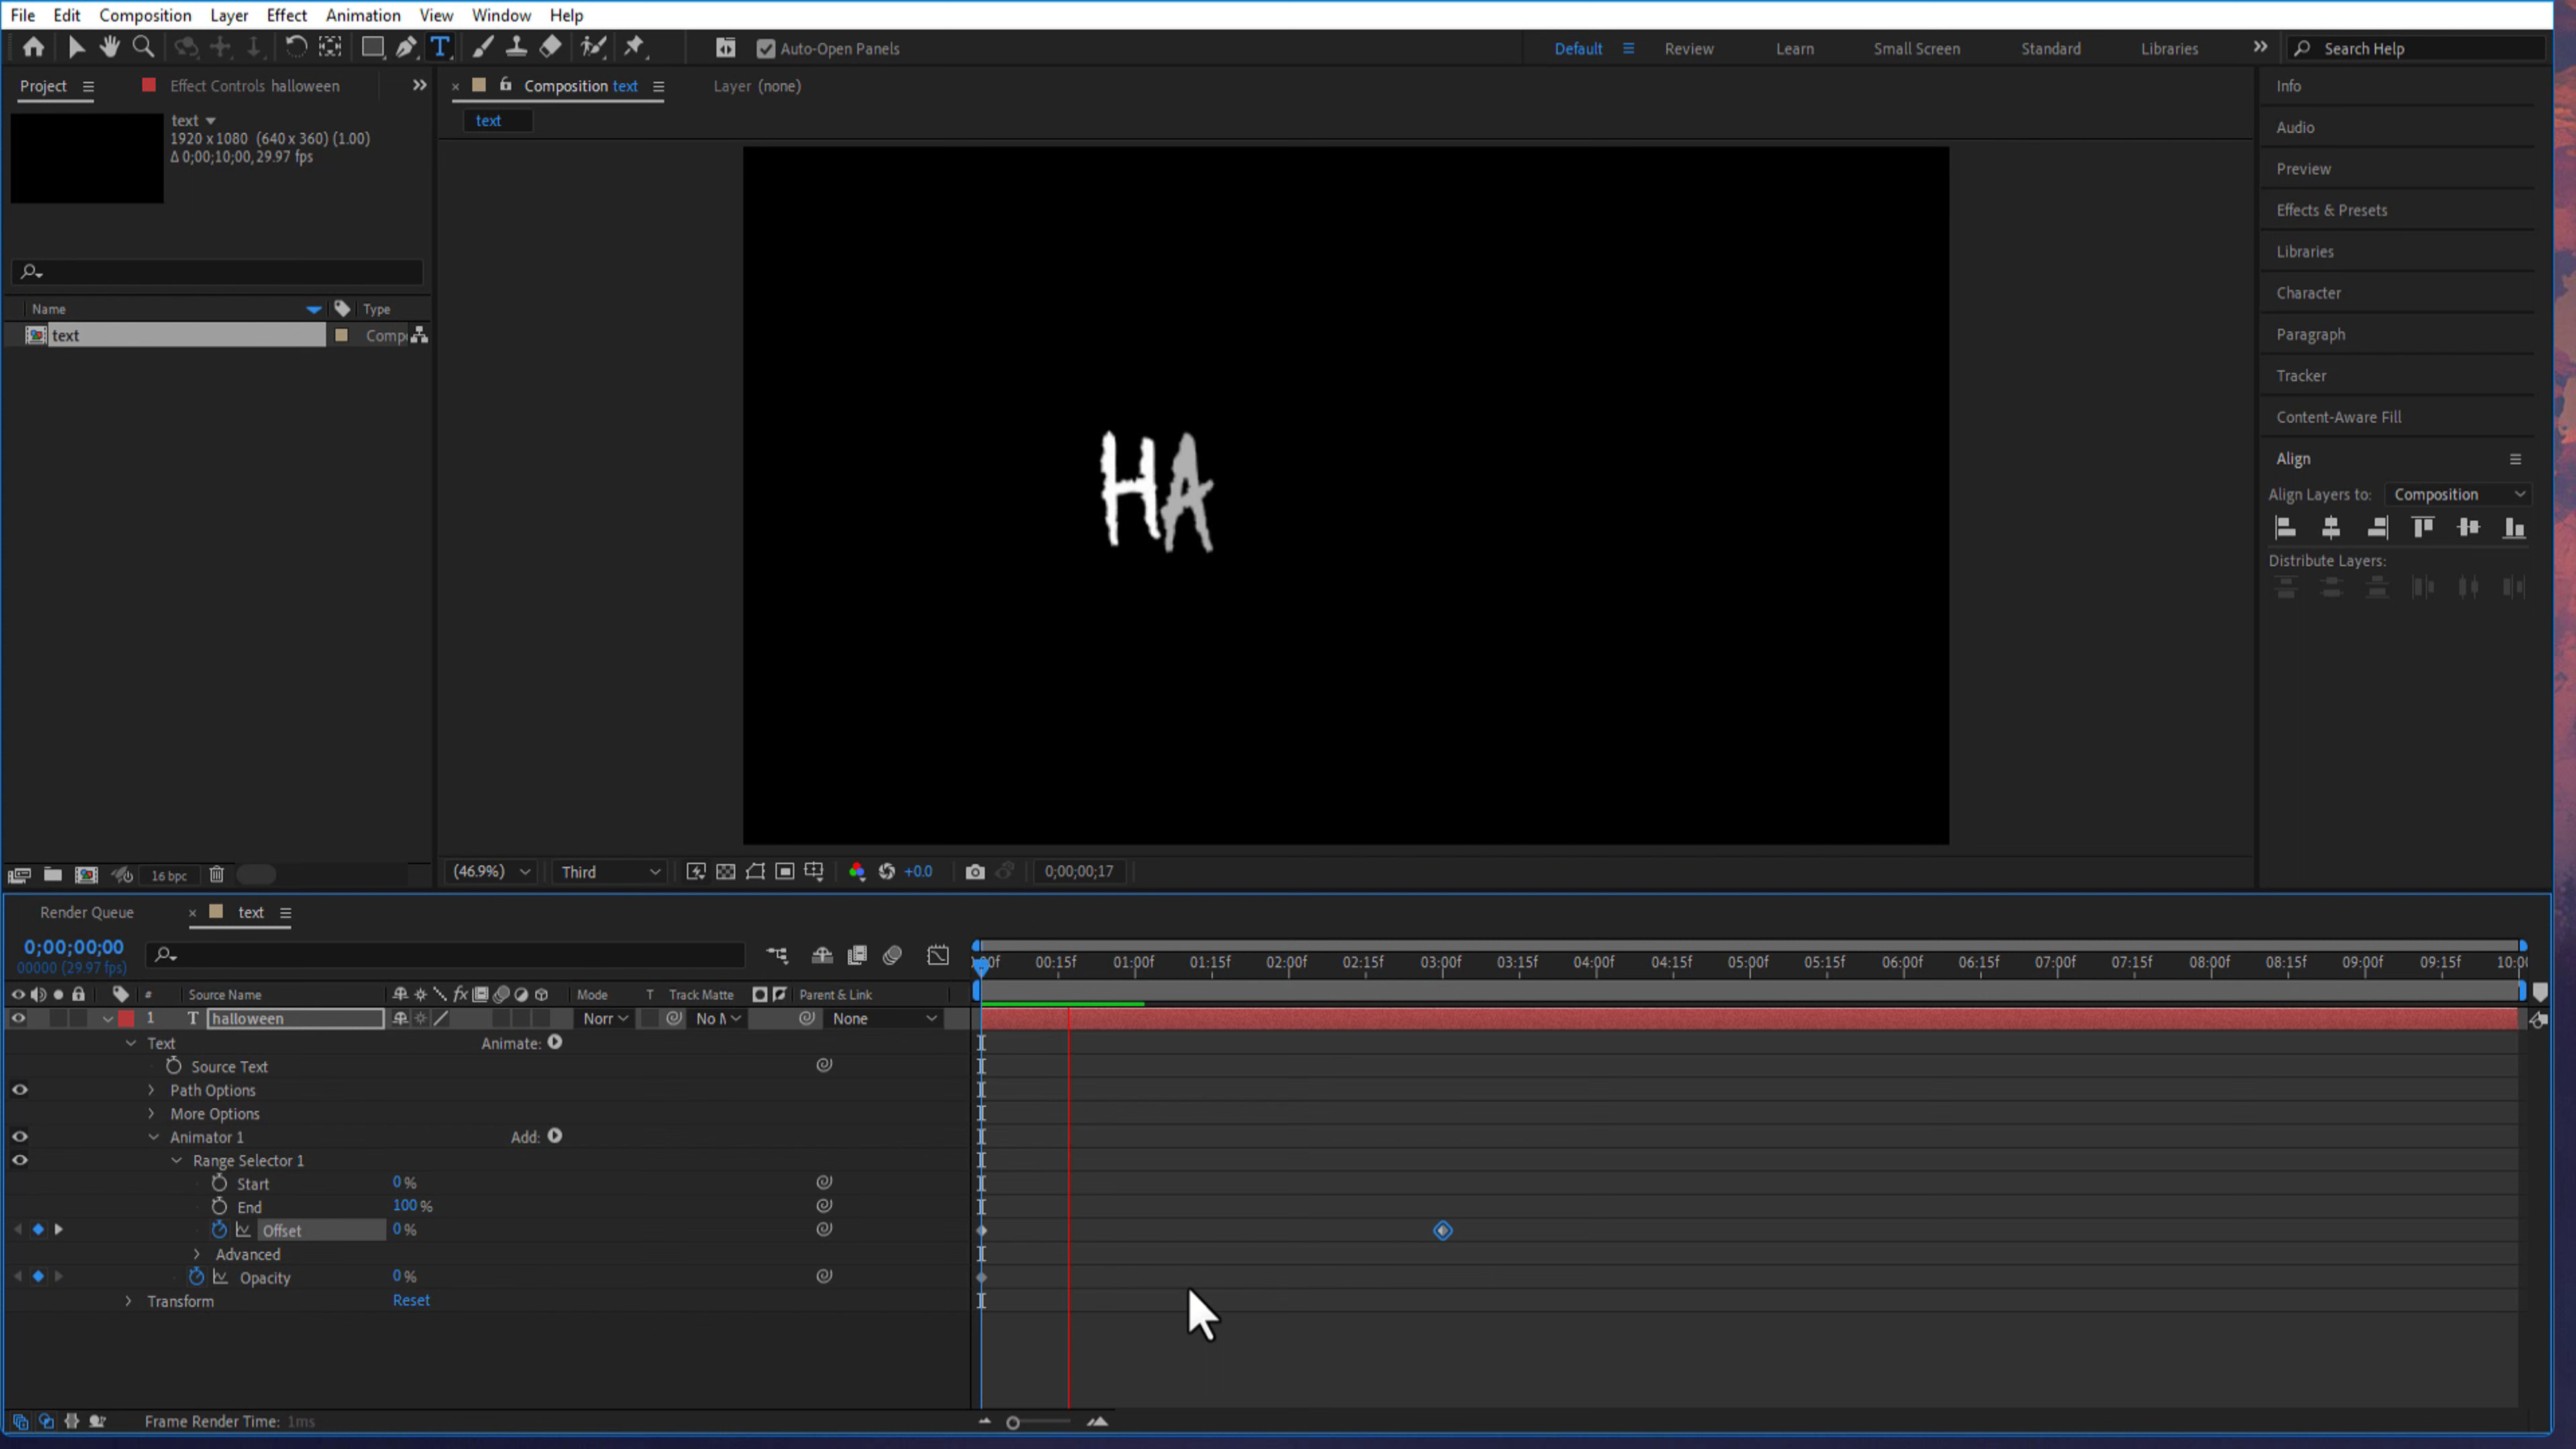 File Edit Composition Layer Effect Animation View Window Help
Auto-Open Panels Default Review Learn Small Screen Standard Libraries Search Help
Project Effect Controls halloween
Composition text Layer (none)
text
text
1920 x 1080 (640 x 360) (1.00)
Δ 0;00;10;00, 29.97 fps
Name Type
text Comp
16 bpc
HA
(46.9%) Third +0.0 0;00;00;17
Info
Audio
Preview
Effects & Presets
Libraries
Character
Paragraph
Tracker
Content-Aware Fill
Align
Align Layers to: Composition
Distribute Layers:
Render Queue text
0;00;00;00
00000 (29.97 fps)
00f 00:15f 01:00f 01:15f 02:00f 02:15f 03:00f 03:15f 04:00f 04:15f 05:00f 05:15f 06:00f 06:15f 07:00f 07:15f 08:00f 08:15f 09:00f 09:15f 10:0
# Source Name fx Mode T Track Matte Parent & Link
1 T halloween Norr No M None
Text Animate:
Source Text
Path Options
More Options
Animator 1 Add:
Range Selector 1
Start 0 %
End 100 %
Offset 0 %
Advanced
Opacity 0 %
Transform Reset
Frame Render Time: 1ms